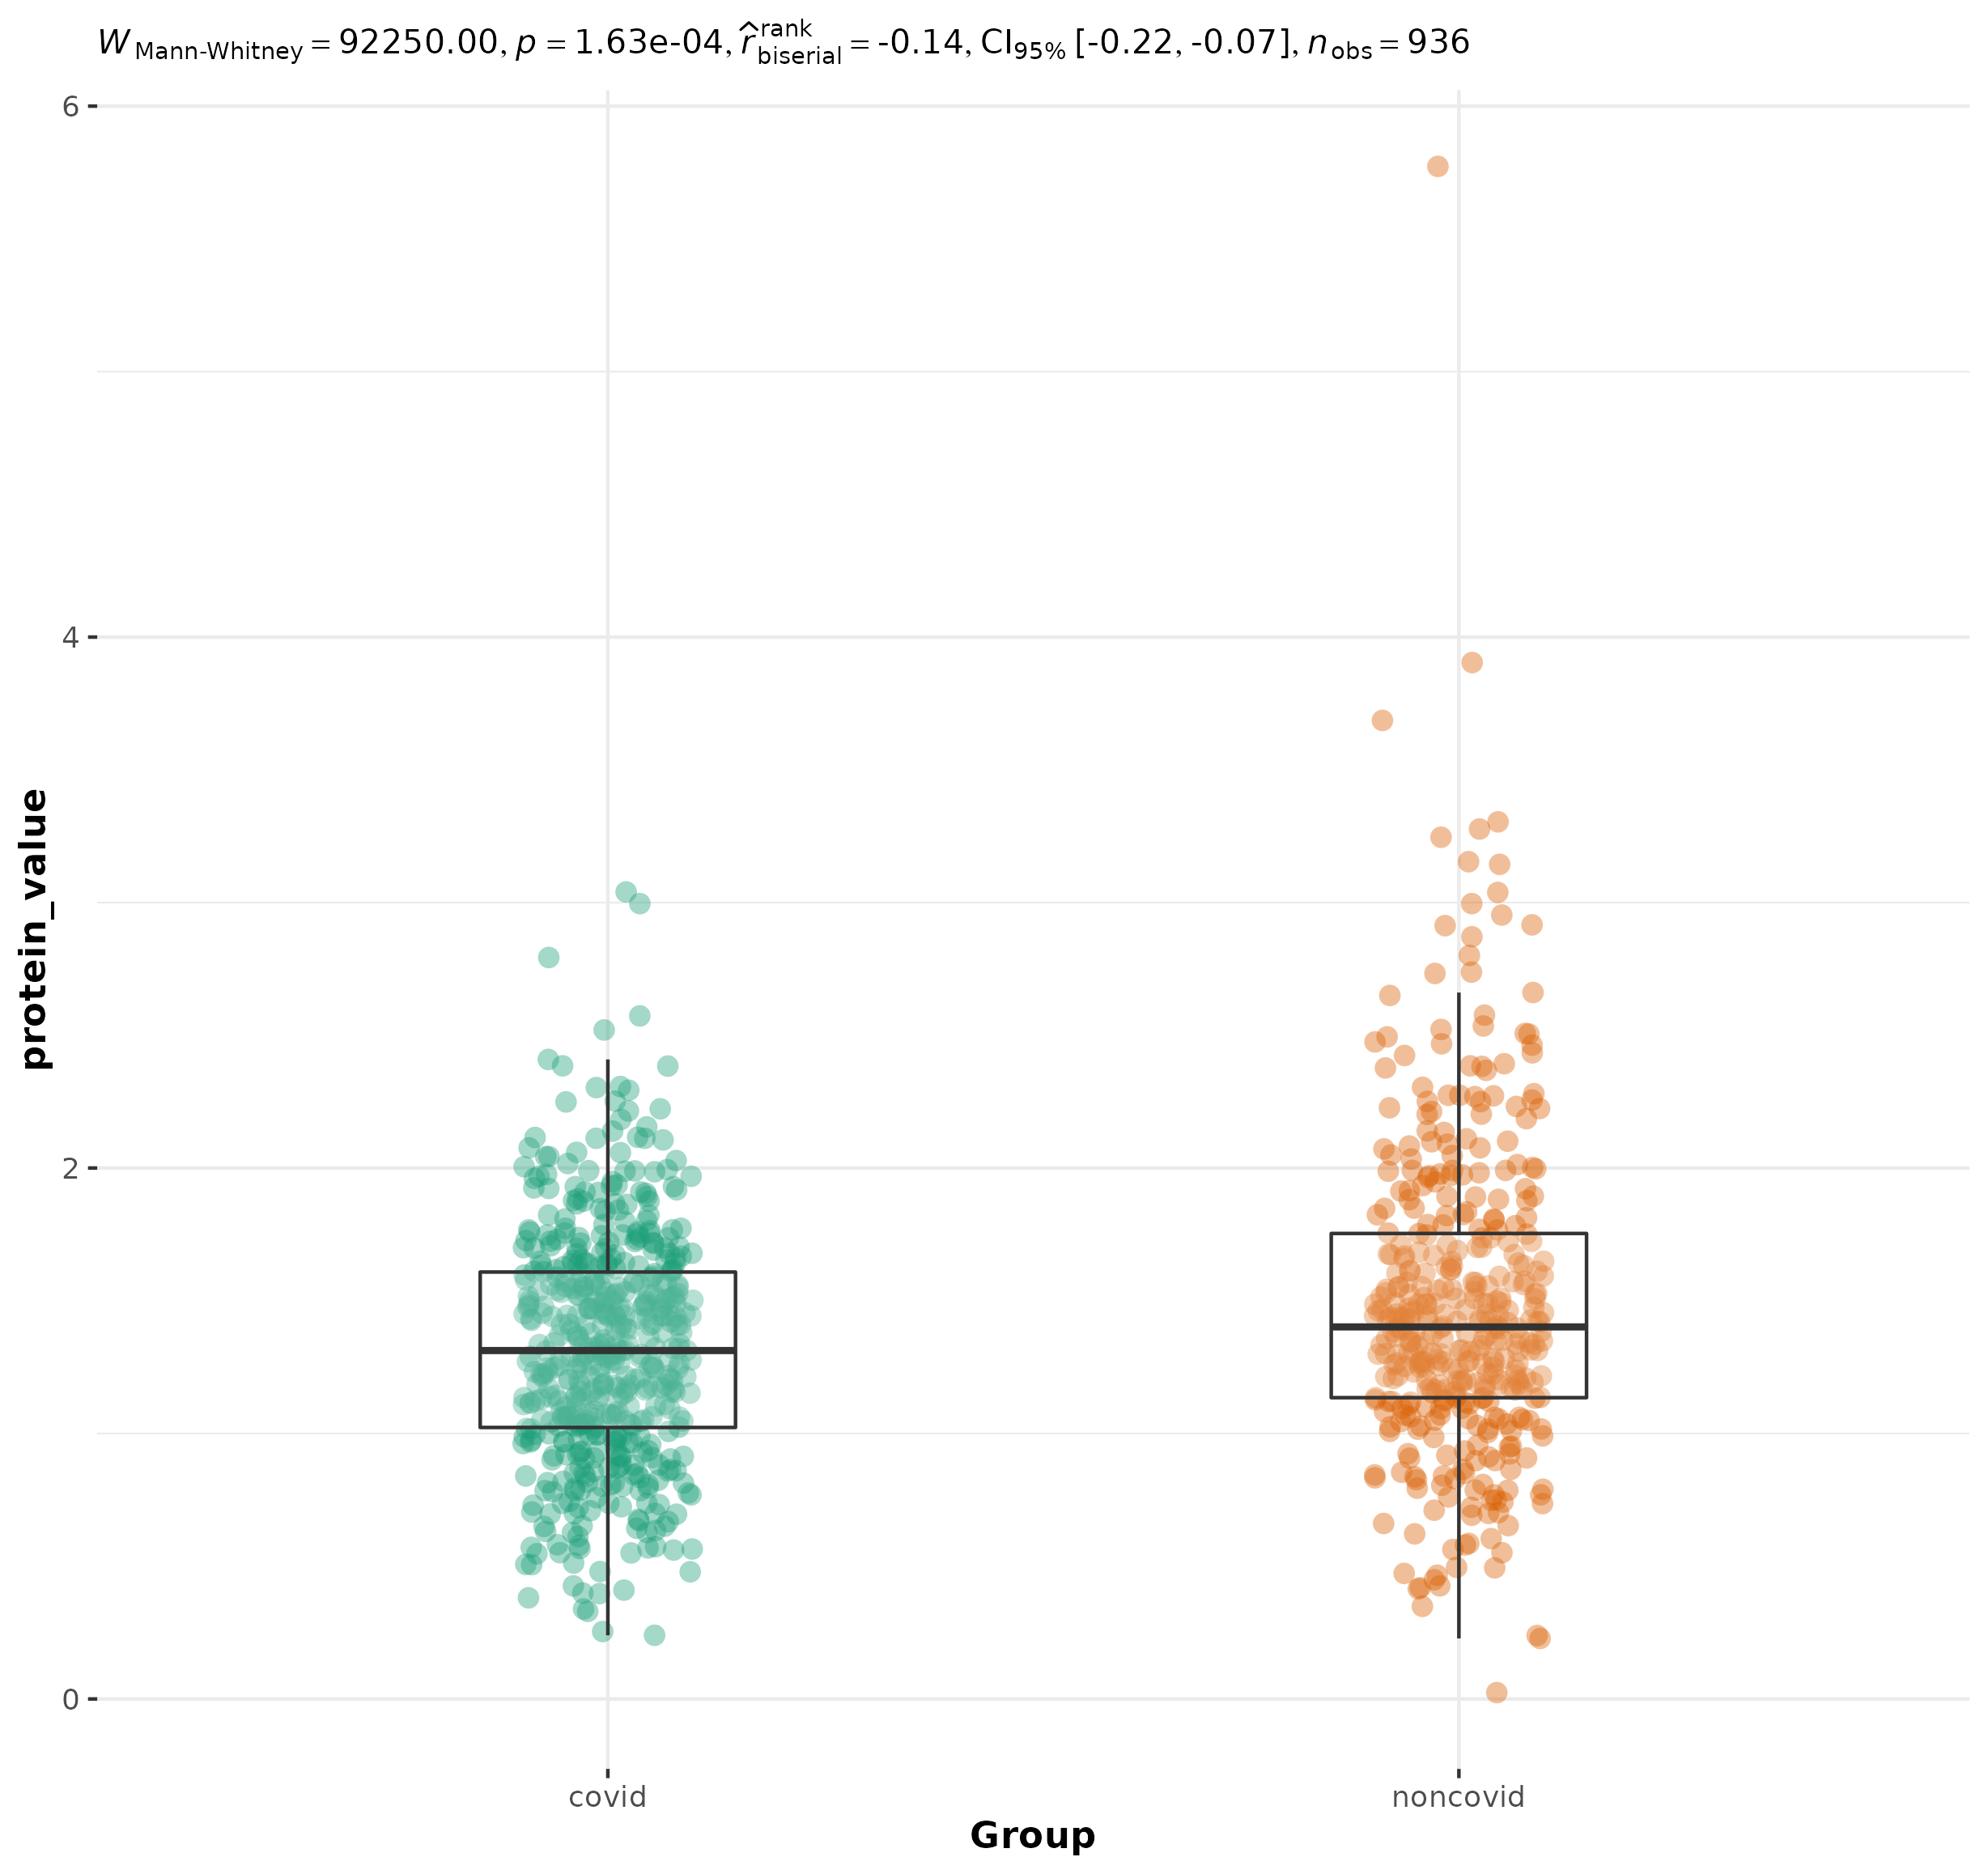 W Mann-Whitney = 92250.00, p = 1.63e-04, r̂ rank biserial = -0.14, CI95% [-0.22, -0.07], nobs = 936
6
4
2
0
protein_value
covid noncovid
Group